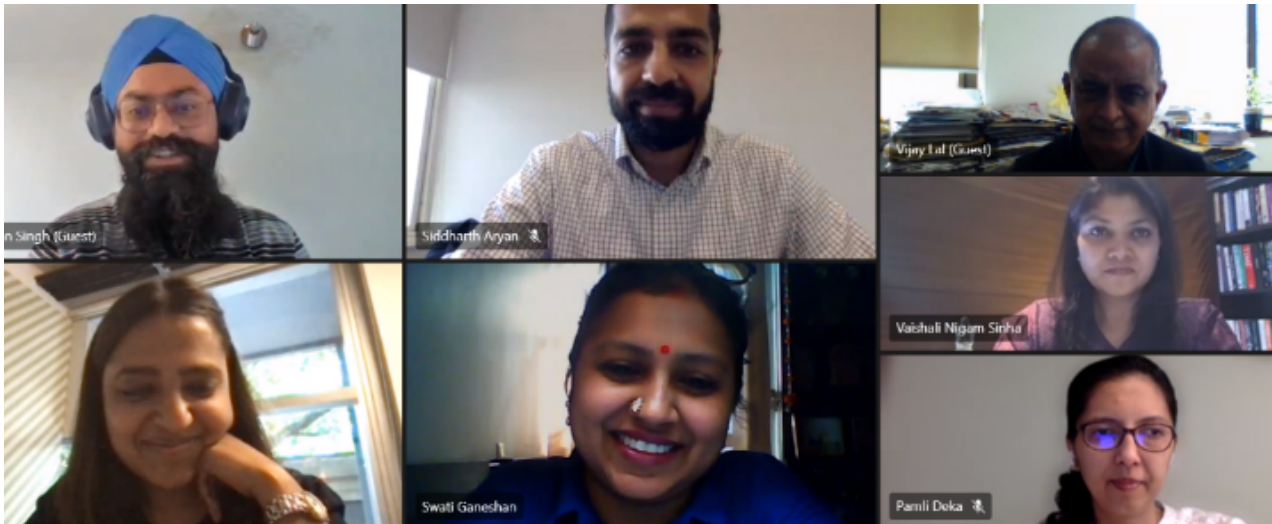 n Singh (Guest)
Siddharth Aryan
Vijay Lal (Guest)
Vaishali Nigam Sinha
Swati Ganeshan
Pamli Deka